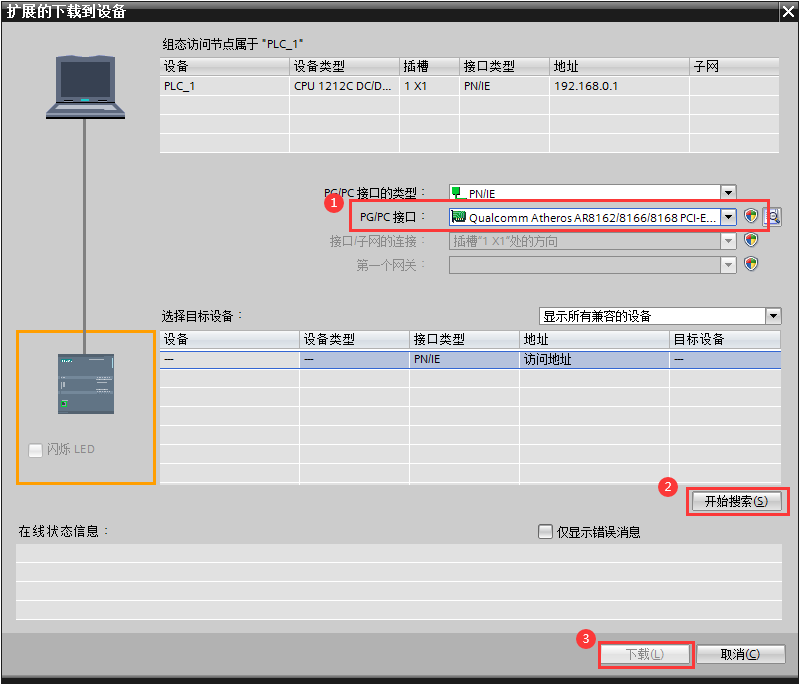 扩展的下载到设备
组态访问节点属于 "PLC_1"
设备 设备类型 插槽 接口类型 地址 子网
PLC_1 CPU 1212C DC/D... 1 X1 PN/IE 192.168.0.1
PG/PC 接口的类型： PN/IE
1
PG/PC 接口： Qualcomm Atheros AR8162/8166/8168 PCI-E...
接口/子网的连接： 插槽"1 X1"处的方向
第一个网关：
选择目标设备： 显示所有兼容的设备
设备 设备类型 接口类型 地址 目标设备
— — PN/IE 访问地址 —
闪烁 LED
2
开始搜索(S)
在线状态信息： 仅显示错误消息
3
下载(L) 取消(C)